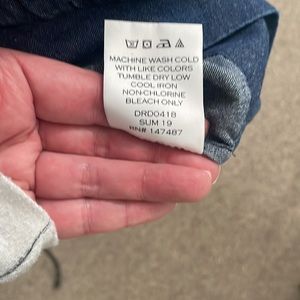 MACHINE WASH COLD
WITH LIKE COLORS
TUMBLE DRY LOW
COOL IRON
NON-CHLORINE
BLEACH ONLY
DRD0418
SUM 19
RN# 147487